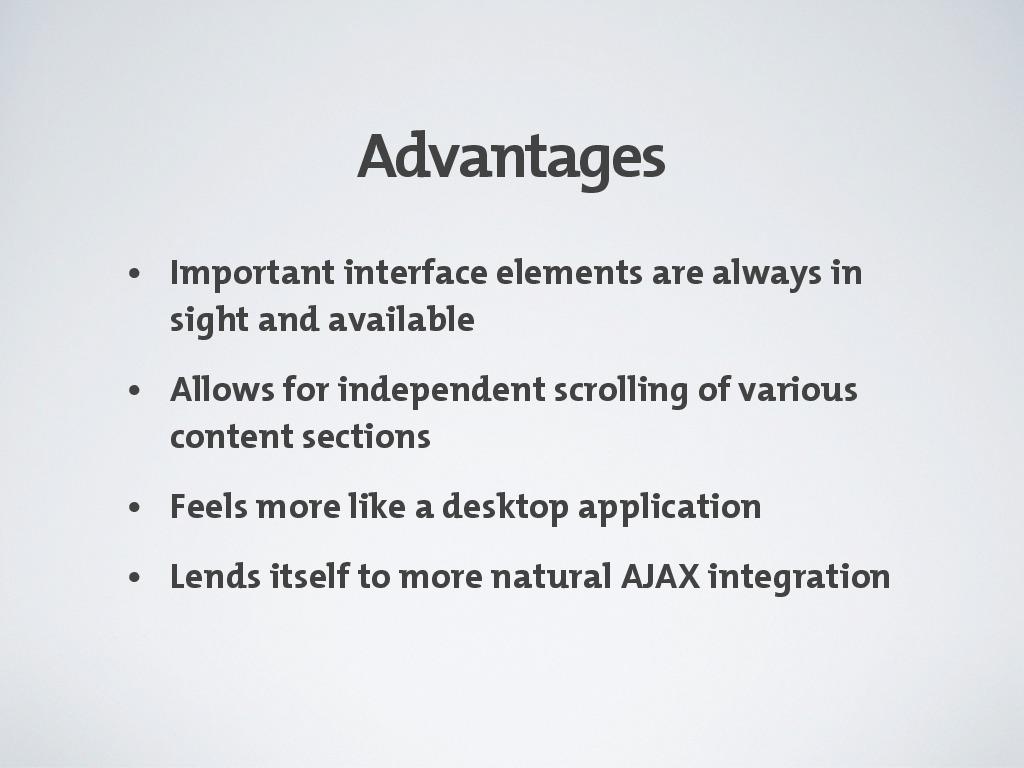 Advantages
• Important interface elements are always in
sight and available
• Allows for independent scrolling of various
content sections
• Feels more like a desktop application
• Lends itself to more natural AJAX integration